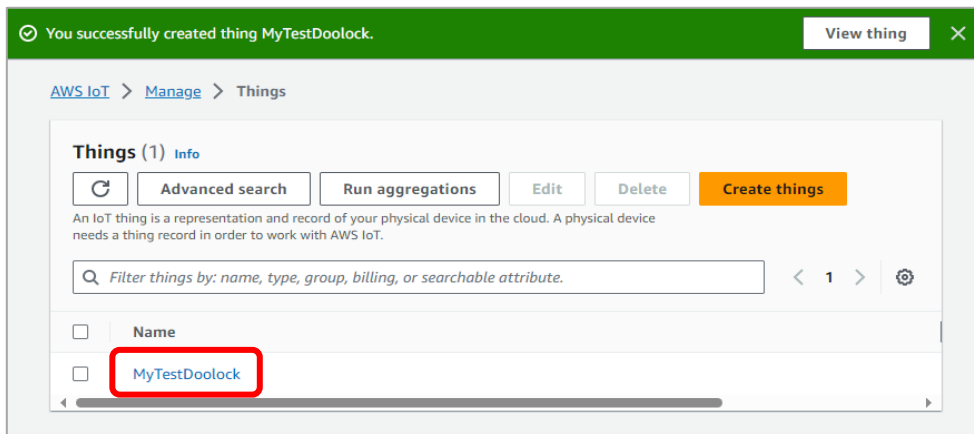 You successfully created thing MyTestDoolock.
View thing
AWS IoT > Manage > Things
Things (1) Info
Advanced search
Run aggregations
Edit
Delete
Create things
An IoT thing is a representation and record of your physical device in the cloud. A physical device
needs a thing record in order to work with AWS IoT.
Filter things by: name, type, group, billing, or searchable attribute.
1
Name
MyTestDoolock